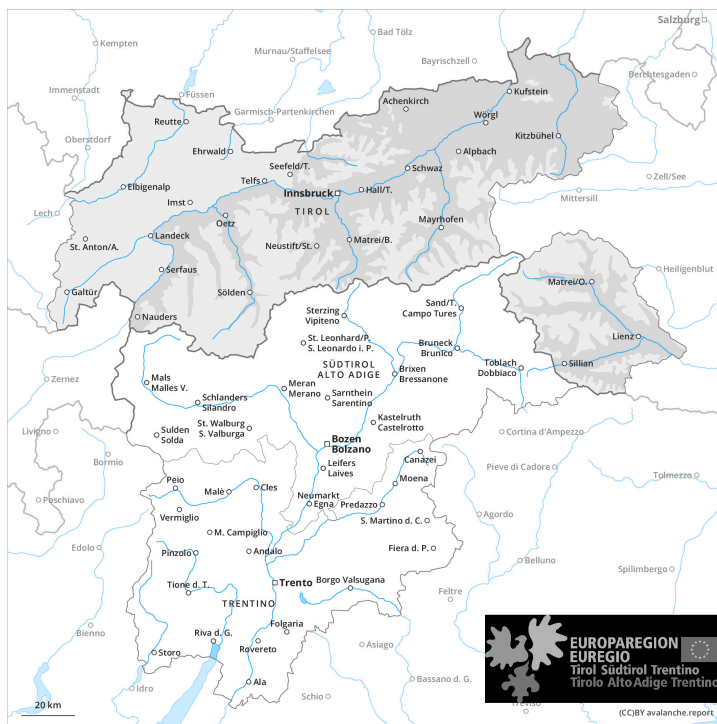 Salzburg
Kempten
Bad Tölz
Murnau/Staffelsee
Bayrischzell
Berchtesgaden
Immenstadt
Füssen
Kufstein
Achenkirch
Garmisch-Partenkirchen
Wörgl
Reutte
Kitzbühel
Oberstdorf
Ehrwald
Alpbach
Seefeld/T.
Schwaz
Zell/See
Telfs
Elbigenalp
Innsbruck
Hall/T.
Mittersill
Imst
TIROL
Lech
Oetz
Mayrhofen
St. Anton/A.
Landeck
Neustift/St.
Matrei/B.
Serfaus
Heiligenblut
Matrei/O.
Galtür
Sölden
Nauders
Sand/T.
Campo Tures
Sterzing
Vipiteno
Lienz
St. Leonhard/P.
S. Leonardo i. P.
Bruneck
Brunico
Toblach
Dobbiaco
Sillian
SÜDTIROL
ALTO ADIGE
Brixen
Bressanone
Zernez
Mals
Malles V.
Meran
Merano
Schlanders
Silandro
Sarnthein
Sarentino
Livigno
Sulden
Solda
St. Walburg
S. Valburga
Kastelruth
Castelrotto
Cortina d'Ampezzo
Bozen
Bolzano
Bormio
Canazei
Pieve di Cadore
Leifers
Laives
Tolmezzo
Peio
Malè
Cles
Moena
Poschiavo
Neumarkt
Egna
Predazzo
Vermiglio
Agordo
S. Martino d. C.
M. Campiglio
Edolo
Pinzolo
Andalo
Fiera d. P.
Belluno
Spilimbergo
Tione d. T.
Trento
Borgo Valsugana
Feltre
TRENTINO
Bienno
Folgaria
Riva d. G.
Rovereto
Asiago
Storo
Bassano d. G.
Ala
Idro
Schio
Treviso
EUROPAREGION
EUREGIO
Tirol Südtirol Trentino
Tirolo Alto Adige Trentino
20 km
(CC)BY avalanche.report